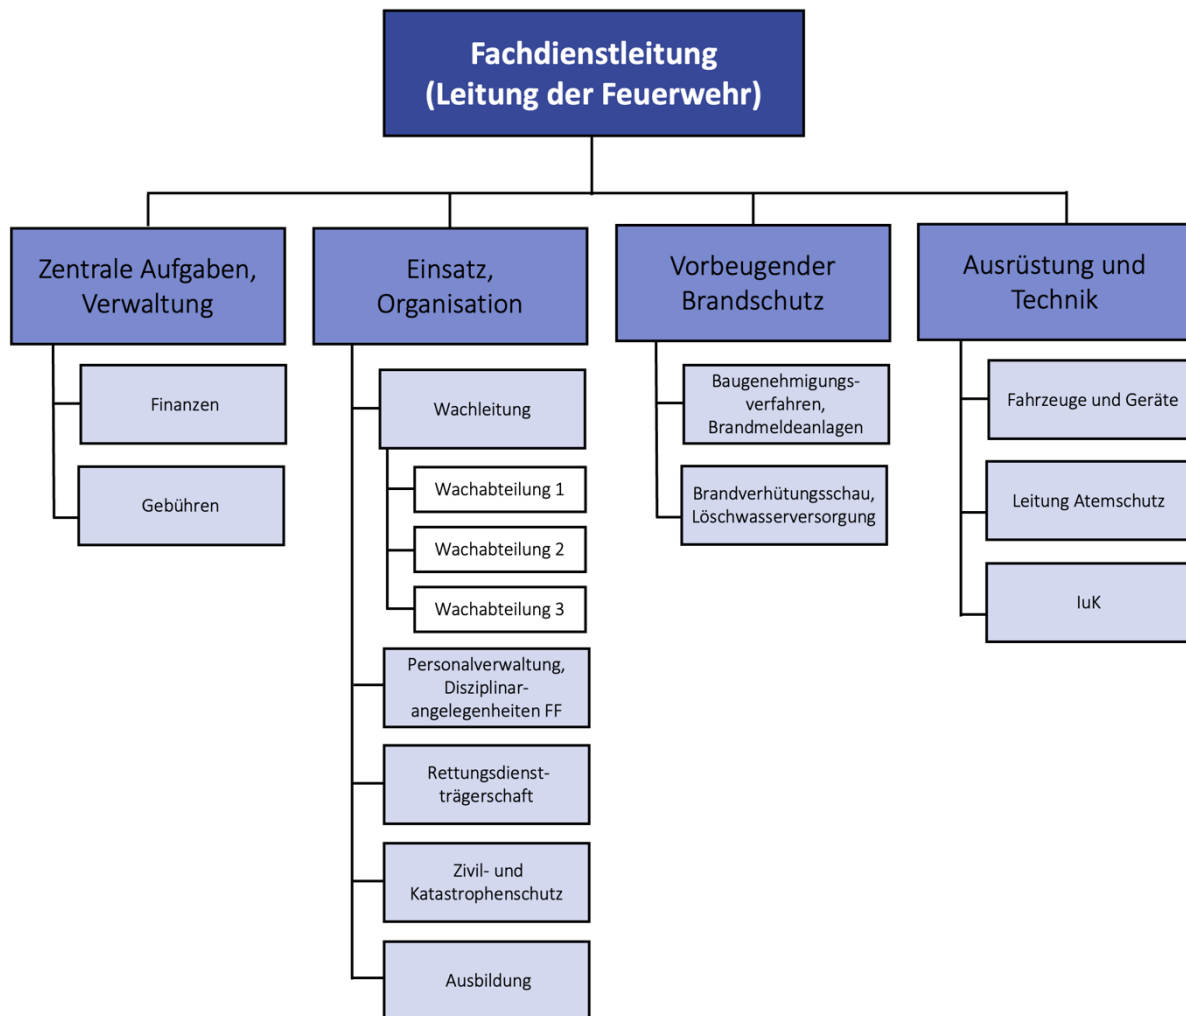 Fachdienstleitung
(Leitung der Feuerwehr)
Zentrale Aufgaben,
Verwaltung
Finanzen
Gebühren
Einsatz,
Organisation
Wachleitung
Wachabteilung 1
Wachabteilung 2
Wachabteilung 3
Personalverwaltung,
Disziplinar-
angelegenheiten FF
Rettungsdienst-
trägerschaft
Zivil- und
Katastrophenschutz
Ausbildung
Vorbeugender
Brandschutz
Baugenehmigungs-
verfahren,
Brandmeldeanlagen
Brandverhütungsschau,
Löschwasserversorgung
Ausrüstung und
Technik
Fahrzeuge und Geräte
Leitung Atemschutz
IuK